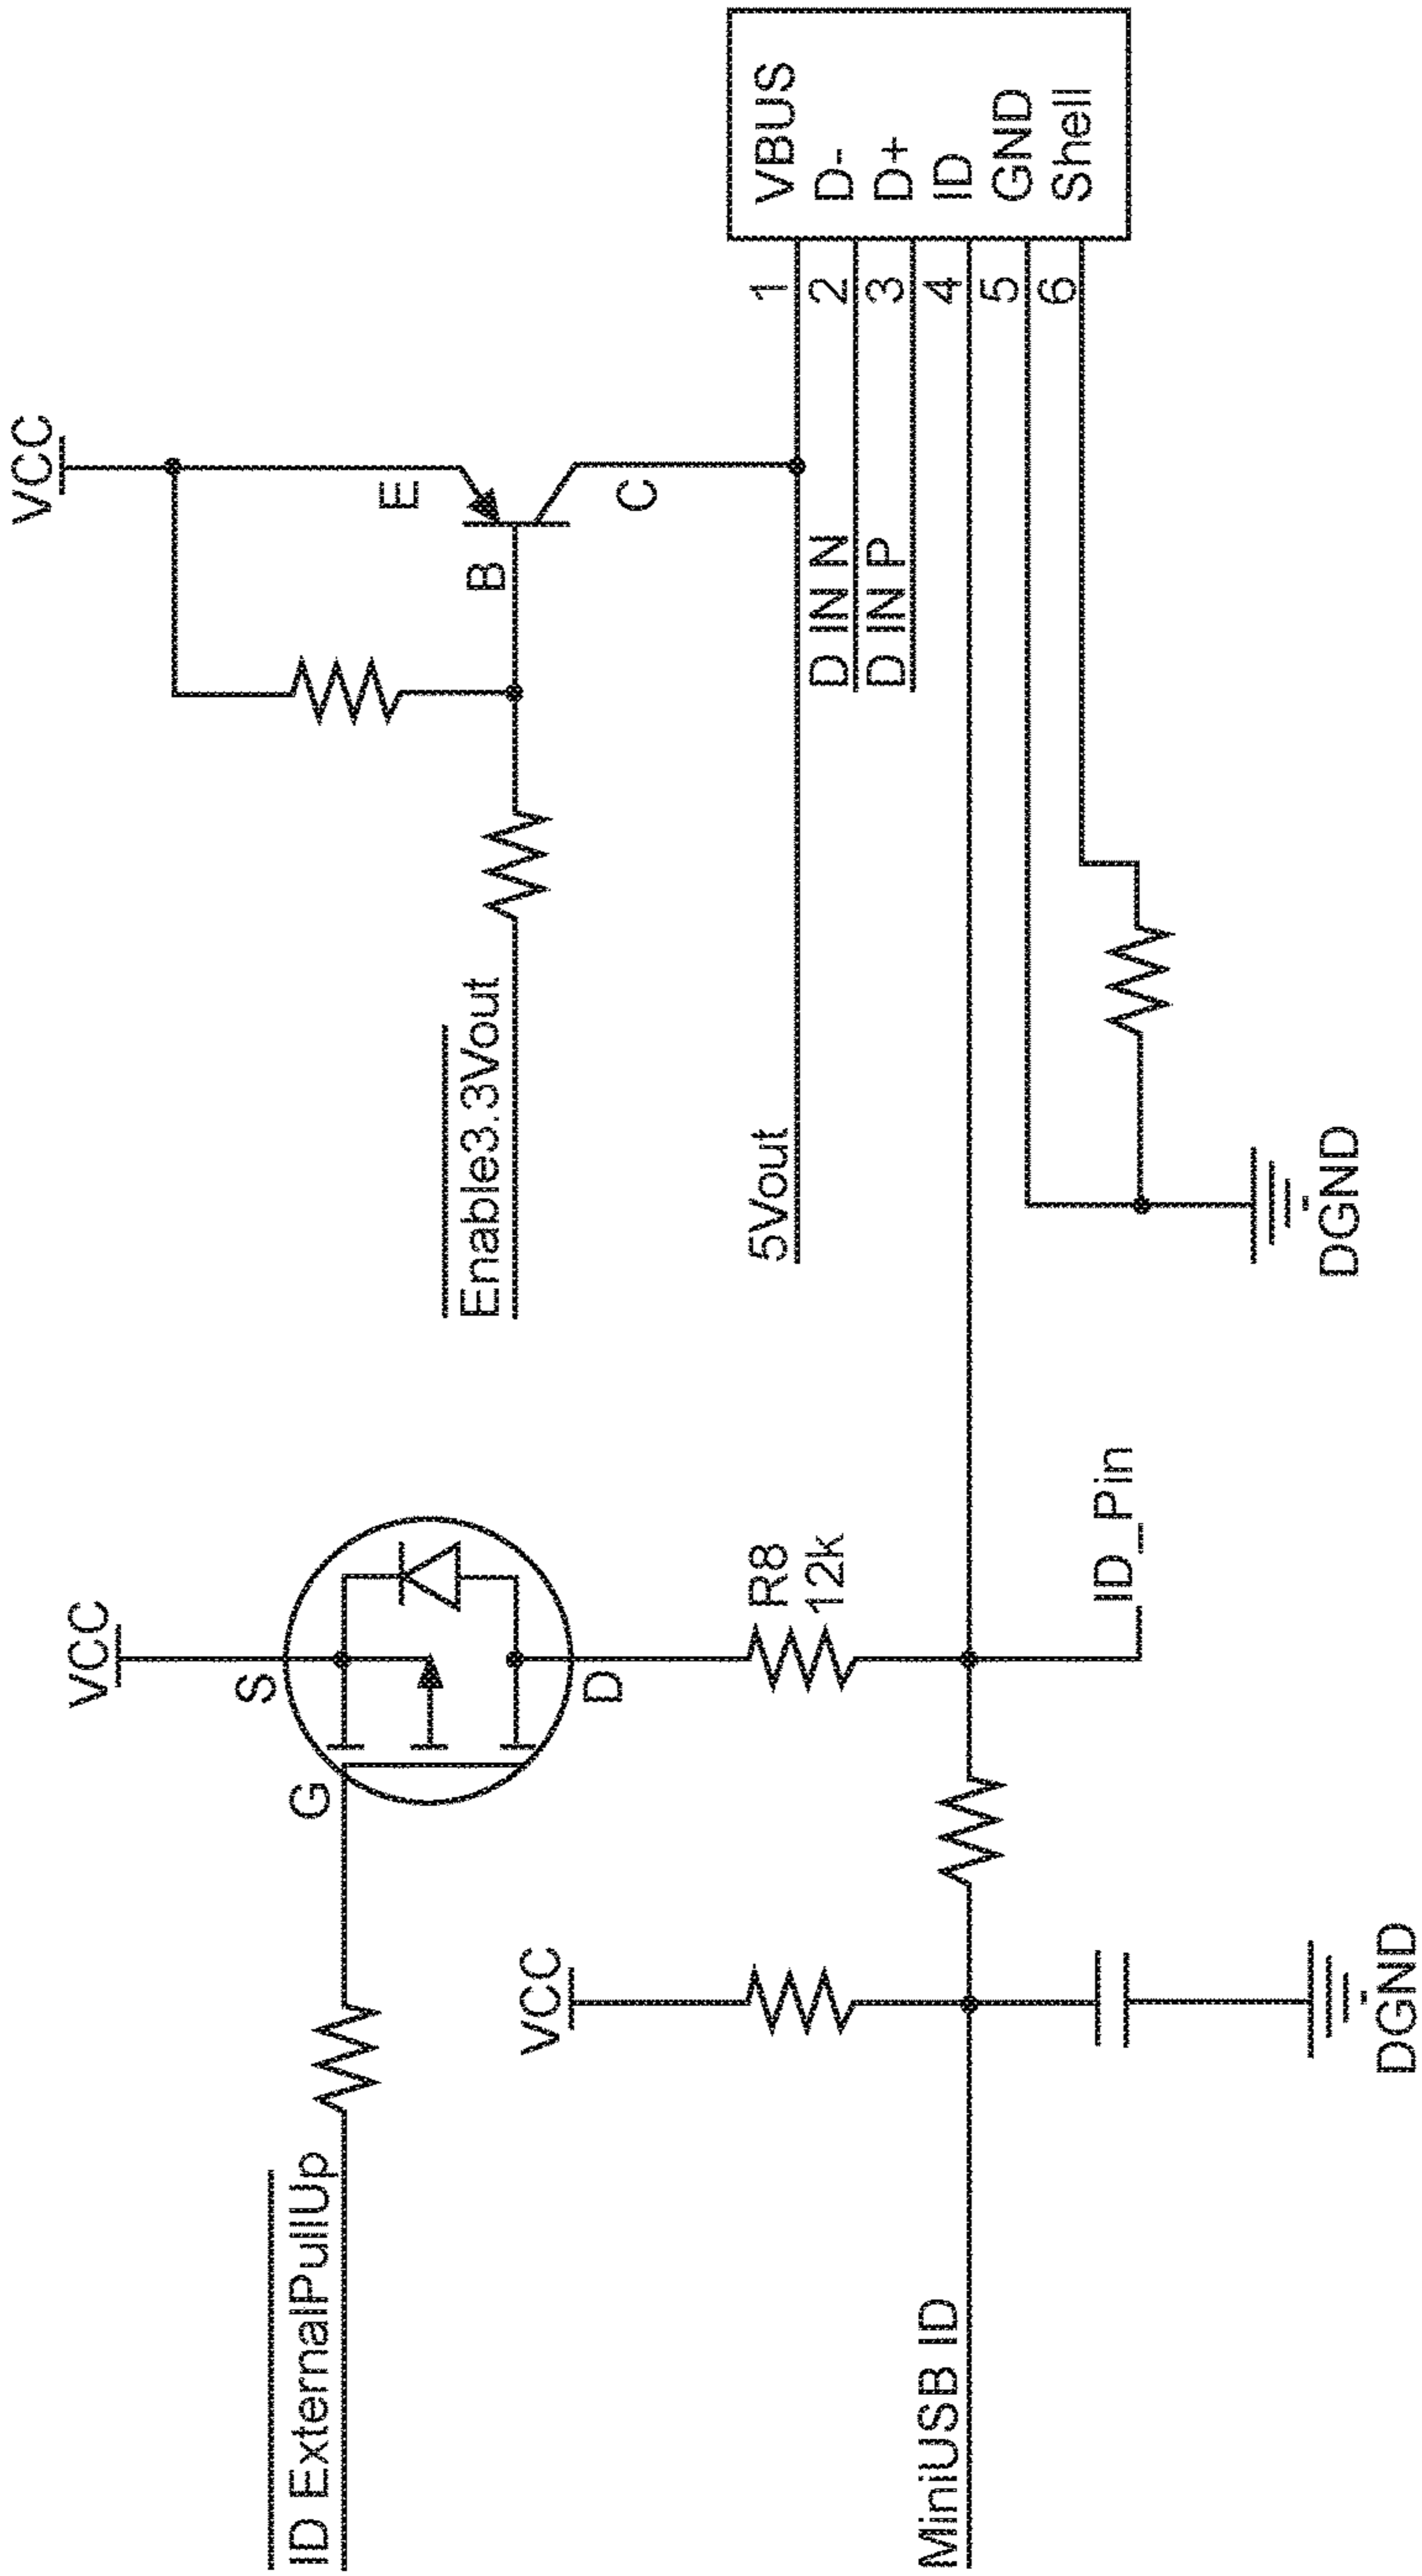 VCC
VCC
E
B
C
Enable3.3Vout
5Vout
D IN N
D IN P
1
2
3
4
5
6
VBUS
D-
D+
ID
GND
Shell
DGND
ID ExternalPullUp
G
S
D
R8
12k
VCC
MiniUSB ID
ID_Pin
DGND